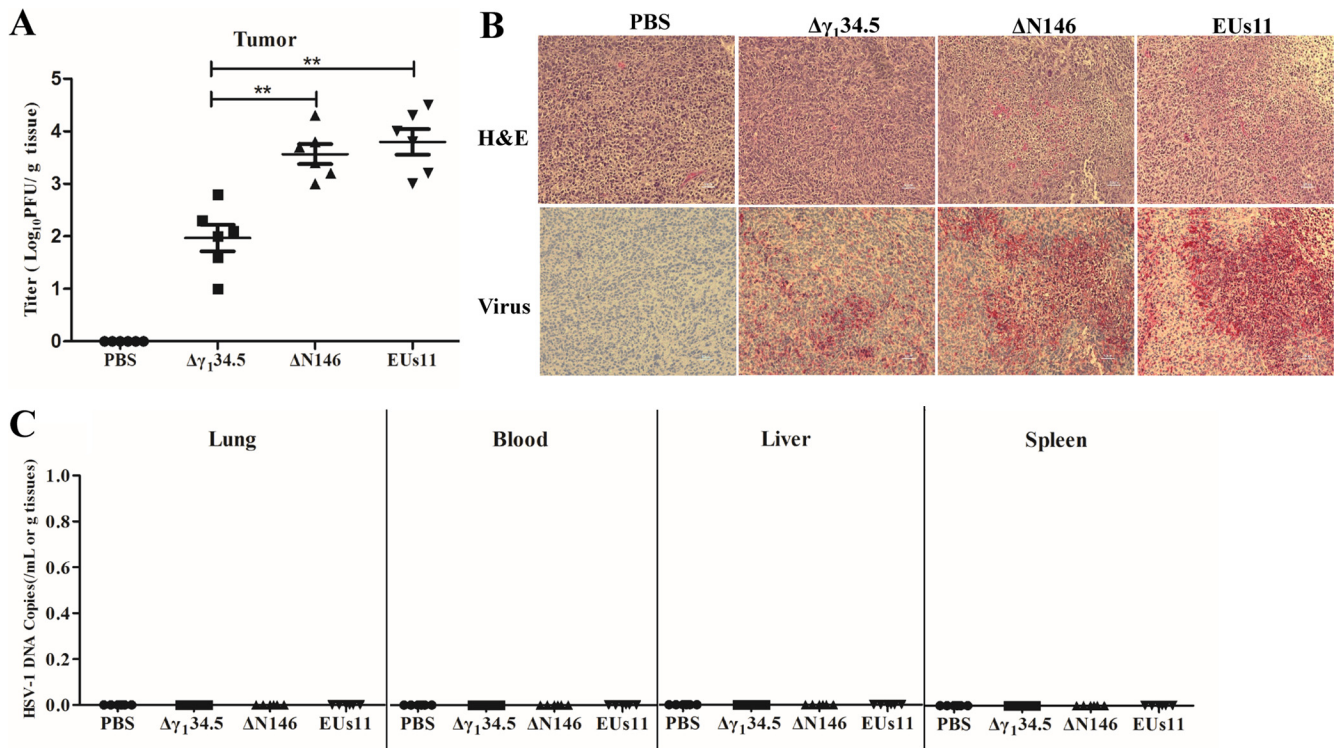 A
Tumor
**
**
Titer ( Log₁₀PFU/ g tissue)
5
4
3
2
1
0
PBS
Δγ₁34.5
ΔN146
EUs11
B
PBS
Δγ₁34.5
ΔN146
EUs11
H&E
Virus
C
Lung
Blood
Liver
Spleen
HSV-1 DNA Copies(/mL or g tissues)
1.0
0.8
0.6
0.4
0.2
0.0
PBS
Δγ₁34.5
ΔN146
EUs11
PBS
Δγ₁34.5
ΔN146
EUs11
PBS
Δγ₁34.5
ΔN146
EUs11
PBS
Δγ₁34.5
ΔN146
EUs11